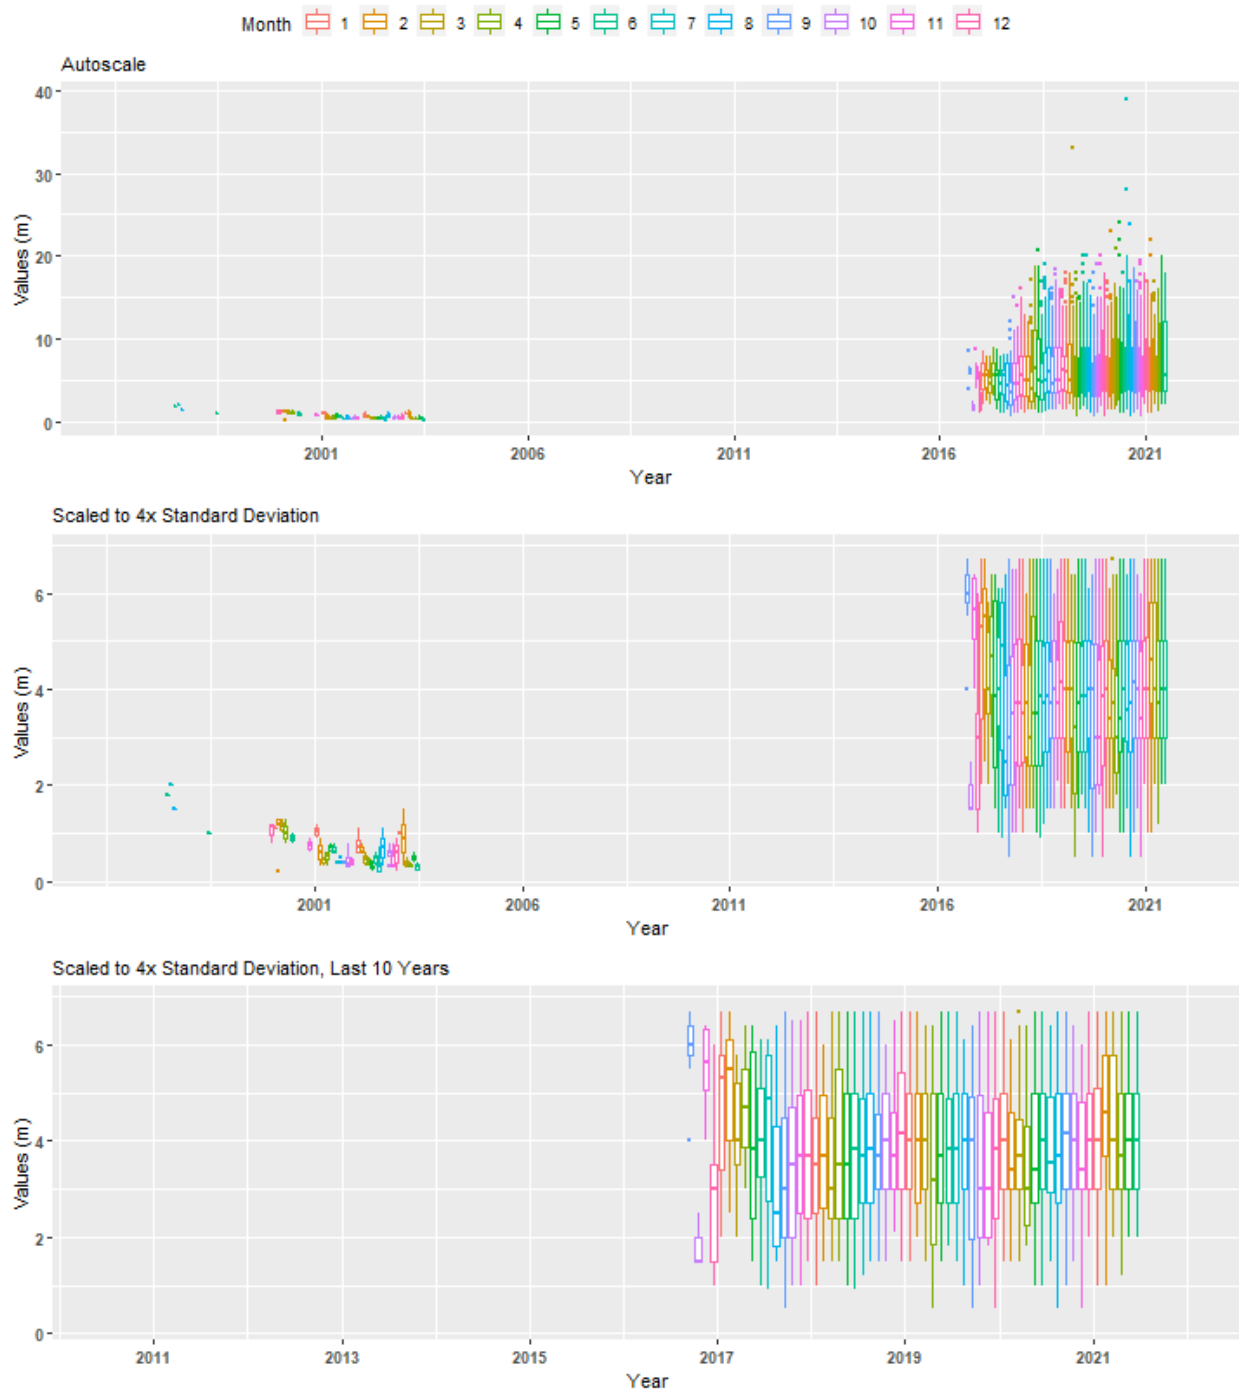 Month 1 2 3 4 5 6 7 8 9 10 11 12
Autoscale
40
30
20
10
0
Values (m)
2001 2006 2011 2016 2021
Year
Scaled to 4x Standard Deviation
6
4
2
0
Values (m)
2001 2006 2011 2016 2021
Year
Scaled to 4x Standard Deviation, Last 10 Years
6
4
2
0
Values (m)
2011 2013 2015 2017 2019 2021
Year